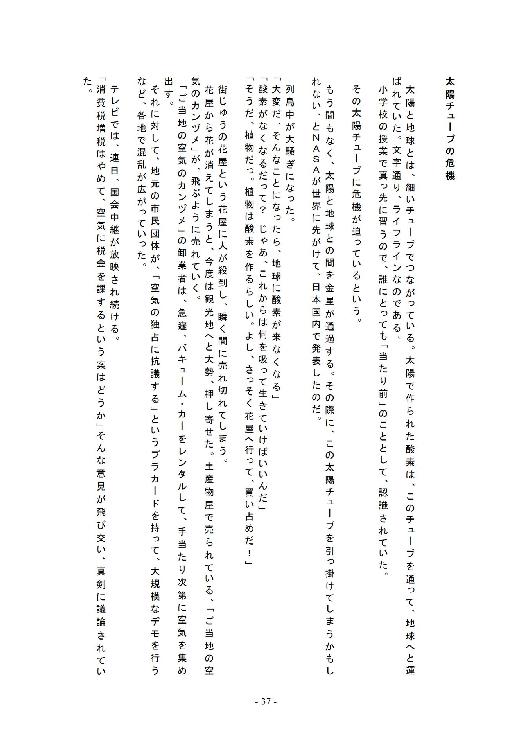 太陽チューブの危機
太陽と地球とは、細いチューブでつながっている。太陽で作られた酸素は、このチューブを通って、地球へと運
ばれていた。文字通り、ライフラインなのである。
小学校の授業で真っ先に習うので、誰にとっても「当たり前」のこととして、認識されていた。
その太陽チューブに危機が迫っているという。
もう間もなく、太陽と地球との間を金星が通過する。その際に、この太陽チューブを引っ掛けてしまうかもし
れない、とＮＡＳＡが世界に先がけて、日本国内で発表したのだ。
列島中が大騒ぎになった。
「大変だ、そんなことになったら、地球に酸素が来なくなる」
「酸素がなくなるだって？じゃあ、これからは何を吸って生きていけばいいんだ」
「そうだ、植物だっ。植物は酸素を作るらしい。よし、さっそく花屋へ行って、買い占めだ！」
街じゅうの花屋という花屋に人が殺到し、瞬く間に売れ切れてしまう。
花屋から花が消えてしまうと、今度は観光地へと大勢、押し寄せた。土産物屋で売られている、「ご当地の空
気のカンヅメ」が、飛ぶように売れていく。
「ご当地の空気のカンヅメ」の卸業者は、急遽、バキューム・カーをレンタルして、手当たり次第に空気を集め
出す。
それに対して、地元の市民団体が、「空気の独占に抗議する」というプラカードを持って、大規模なデモを行う
など、各地で混乱が広がっていった。
テレビでは、連日、国会中継が放映され続ける。
「消費税増税はやめて、空気に税金を課するという案はどうか」そんな意見が飛び交い、真剣に議論されてい
た。
- 37 -